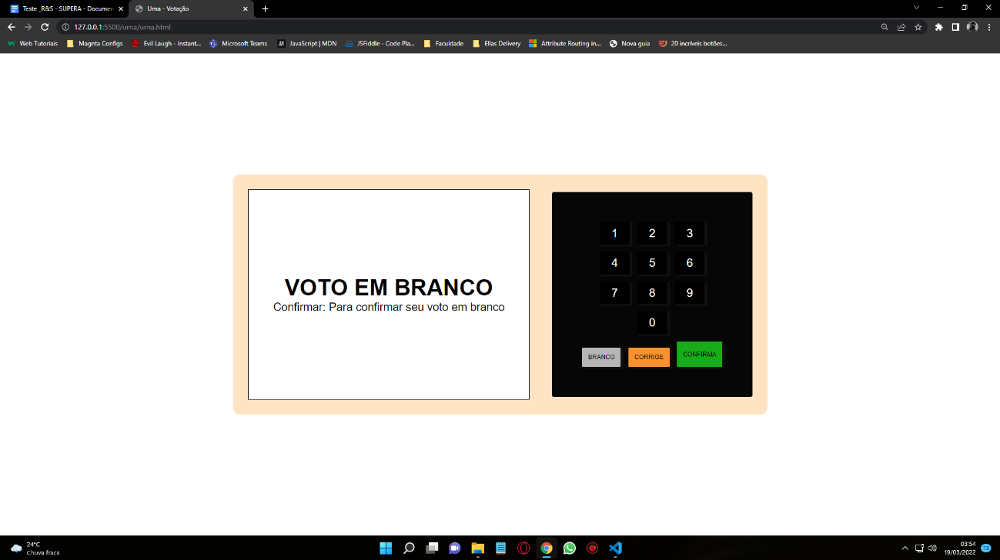 Teste _R&S - SUPERA - Documen
Urna - Votação
127.0.0.1:5500/urna/urna.html
Web Tutoriais
Magnta Configs
Evil Laugh - Instant...
Microsoft Teams
JavaScript | MDN
JSFiddle - Code Pla...
Faculdade
Ellas Delivery
Attribute Routing in...
Nova guia
20 incríveis botões...
VOTO EM BRANCO
Confirmar: Para confirmar seu voto em branco
1 2 3
4 5 6
7 8 9
0
BRANCO CORRIGE CONFIRMA
24°C
Chuva fraca
03:54
19/03/2022
13